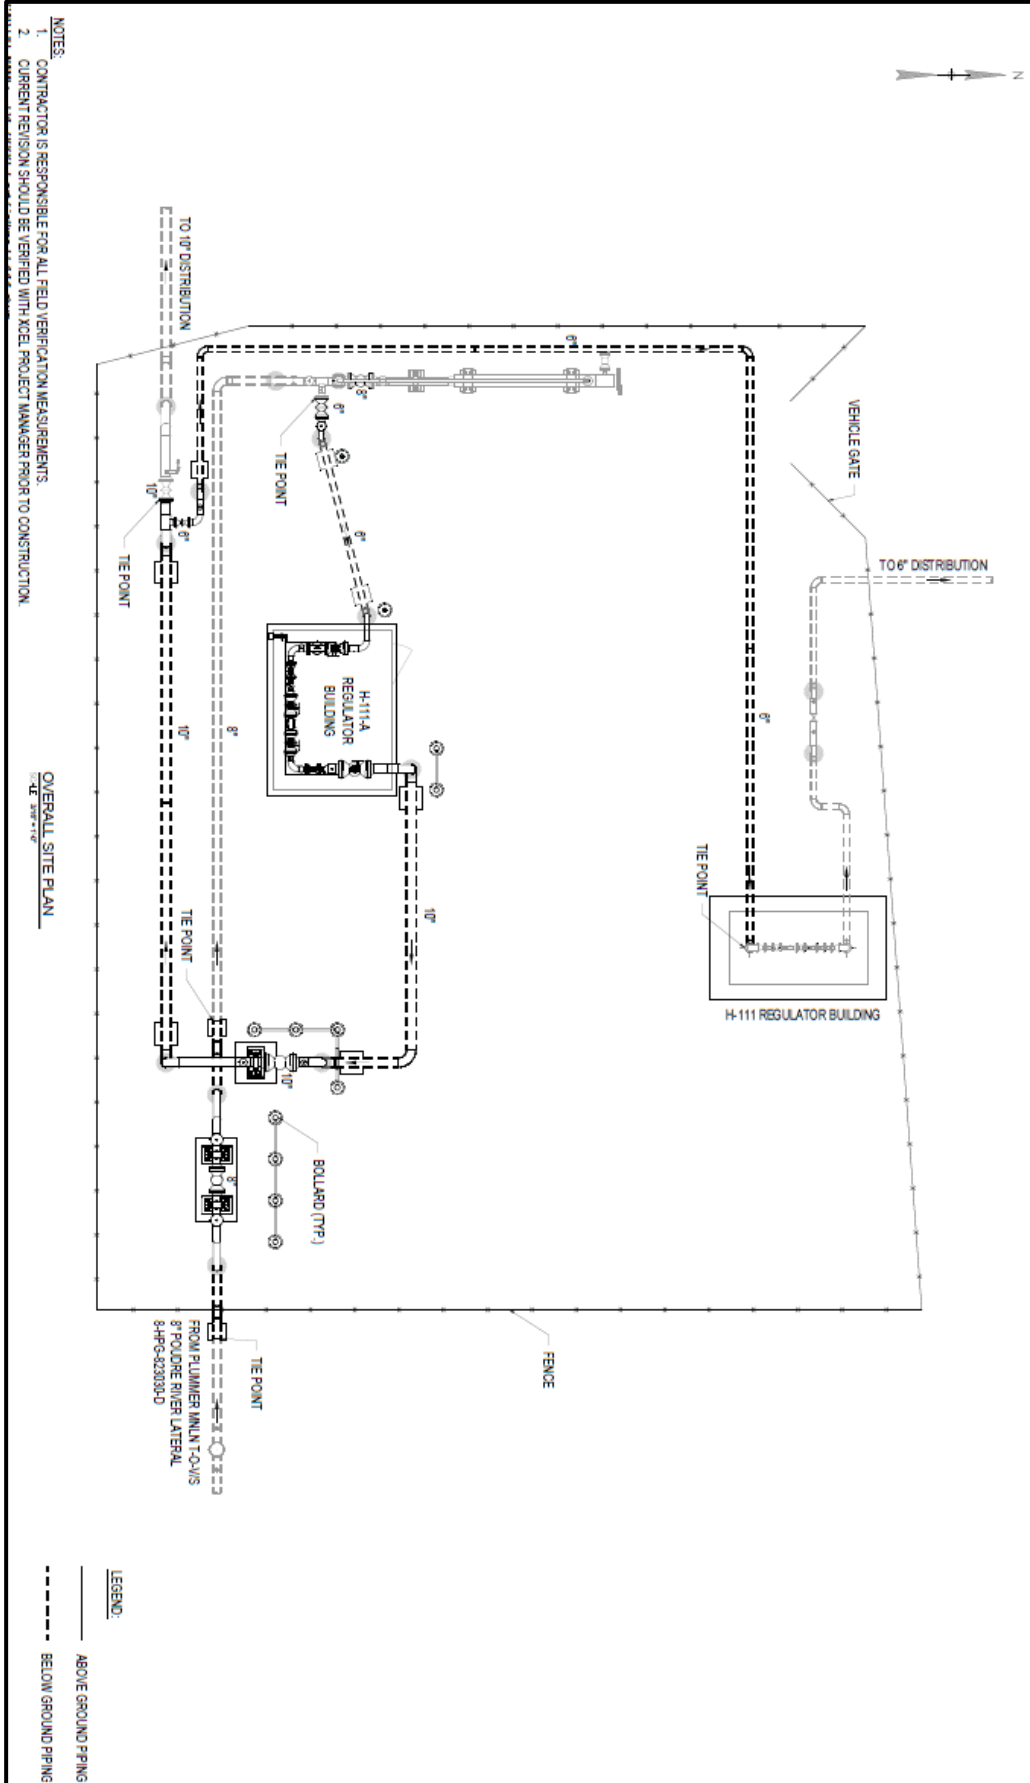 N
VEHICLE GATE
TO 6" DISTRIBUTION
6"
TO 10" DISTRIBUTION
8"
6"
TIE POINT
10"
6"
TIE POINT
6"
H-111-A
REGULATOR
BUILDING
6"
10"
8"
TIE POINT
H-111 REGULATOR BUILDING
10"
TIE POINT
10"
BOLLARD (TYP.)
8"
FENCE
TIE POINT
FROM PLUMMER MNLN T-O-V/S
8" POUDRE RIVER LATERAL
8-HPG-823030-D
NOTES:
1. CONTRACTOR IS RESPONSIBLE FOR ALL FIELD VERIFICATION MEASUREMENTS.
2. CURRENT REVISION SHOULD BE VERIFIED WITH XCEL PROJECT MANAGER PRIOR TO CONSTRUCTION.
OVERALL SITE PLAN
LEGEND:
ABOVE GROUND PIPING
BELOW GROUND PIPING